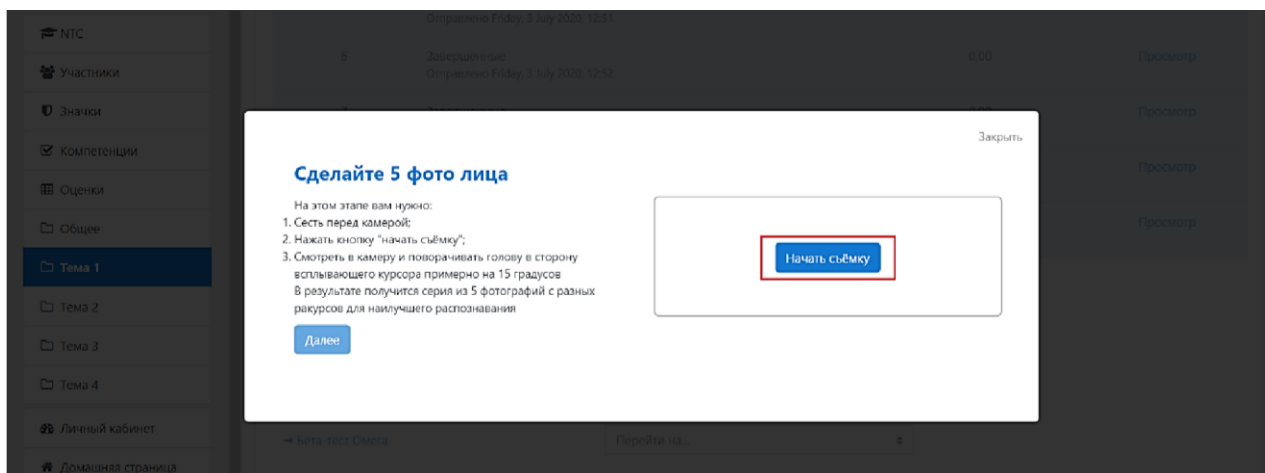 Отправлено Friday, 3 July 2020, 12:51
NTC
6 Завершенные 0,00 Просмотр
Отправлено Friday, 3 July 2020, 12:52
Участники
Значки
Просмотр
Закрыть
Компетенции
Сделайте 5 фото лица
Просмотр
Оценки
На этом этапе вам нужно:
1. Сесть перед камерой;
Общее
Просмотр
2. Нажать кнопку "начать съёмку";
3. Смотреть в камеру и поворачивать голову в сторону
всплывающего курсора примерно на 15 градусов
В результате получится серия из 5 фотографий с разных
ракурсов для наилучшего распознавания
Начать съёмку
Тема 1
Тема 2
Далее
Тема 3
Тема 4
Личный кабинет
Бета-тест Омога
Перейти на...
Домашняя страница